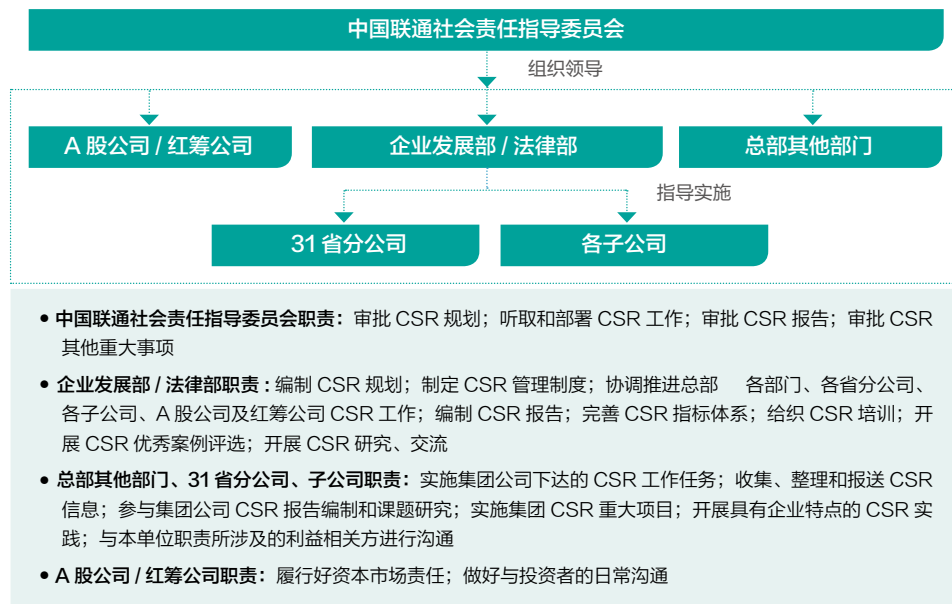 中国联通社会责任指导委员会
组织领导
A 股公司 / 红筹公司
企业发展部 / 法律部
总部其他部门
指导实施
31 省分公司
各子公司
• 中国联通社会责任指导委员会职责：审批 CSR 规划；听取和部署 CSR 工作；审批 CSR 报告；审批 CSR
其他重大事项
• 企业发展部 / 法律部职责 : 编制 CSR 规划；制定 CSR 管理制度；协调推进总部　各部门、各省分公司、
各子公司、A 股公司及红筹公司 CSR 工作；编制 CSR 报告；完善 CSR 指标体系；给织 CSR 培训；开
展 CSR 优秀案例评选；开展 CSR 研究、交流
• 总部其他部门、31 省分公司、子公司职责：实施集团公司下达的 CSR 工作任务；收集、整理和报送 CSR
信息；参与集团公司 CSR 报告编制和课题研究；实施集团 CSR 重大项目；开展具有企业特点的 CSR 实
践；与本单位职责所涉及的利益相关方进行沟通
• A 股公司 / 红筹公司职责：履行好资本市场责任；做好与投资者的日常沟通